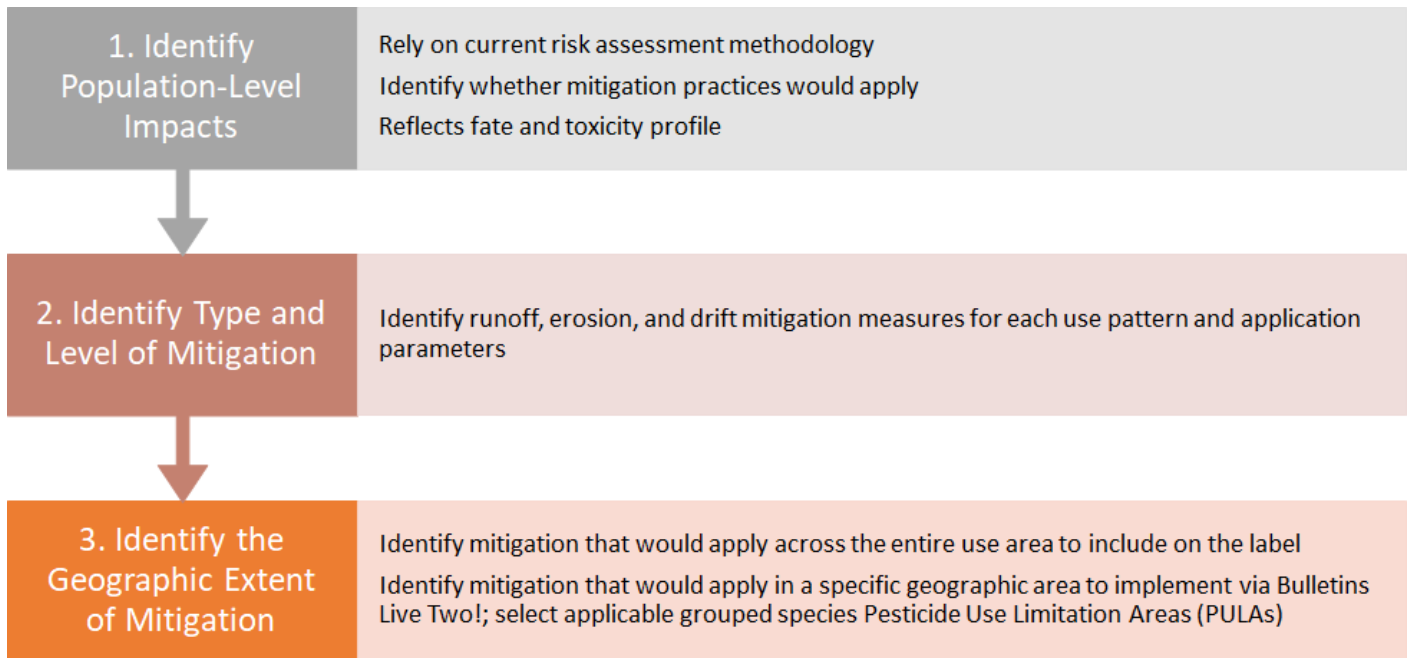 1. Identify
Population-Level
Impacts
Rely on current risk assessment methodology
Identify whether mitigation practices would apply
Reflects fate and toxicity profile
2. Identify Type and
Level of Mitigation
Identify runoff, erosion, and drift mitigation measures for each use pattern and application
parameters
3. Identify the
Geographic Extent
of Mitigation
Identify mitigation that would apply across the entire use area to include on the label
Identify mitigation that would apply in a specific geographic area to implement via Bulletins
Live Two!; select applicable grouped species Pesticide Use Limitation Areas (PULAs)